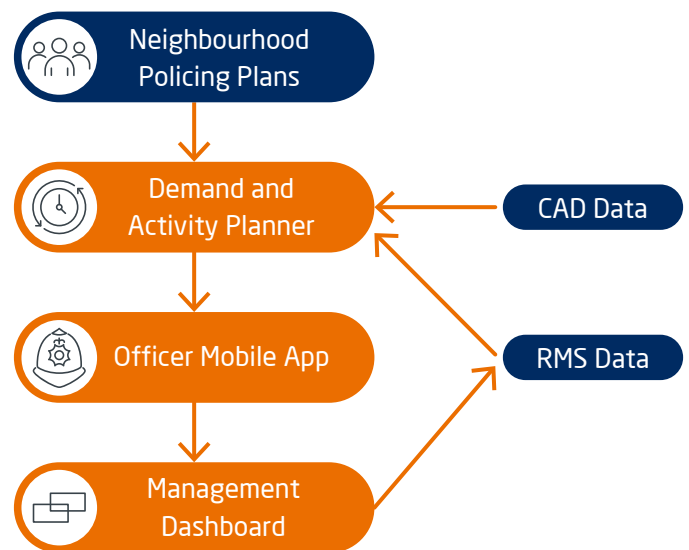 Neighbourhood
Policing Plans
Demand and
Activity Planner
CAD Data
Officer Mobile App
RMS Data
Management
Dashboard